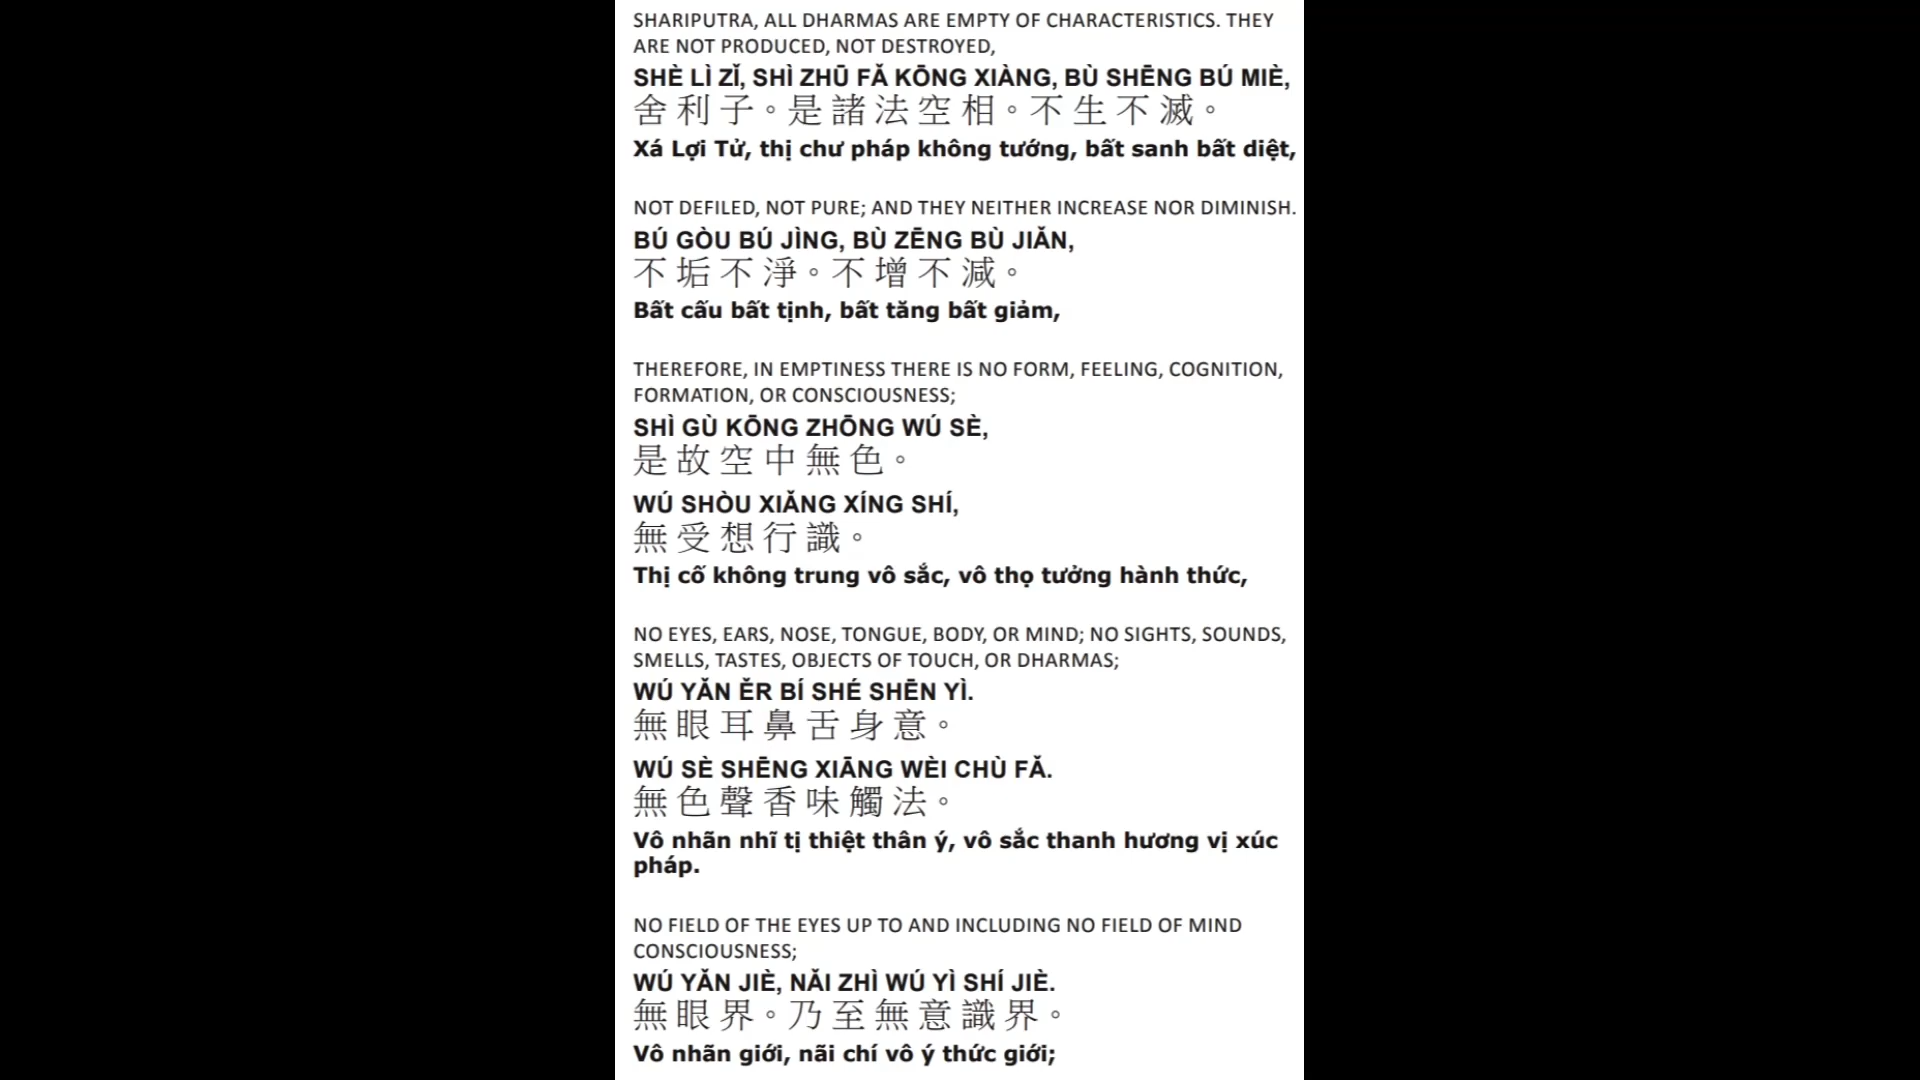 SHARIPUTRA, ALL DHARMAS ARE EMPTY OF CHARACTERISTICS. THEY
ARE NOT PRODUCED, NOT DESTROYED,
SHÈ LÌ ZǏ, SHÌ ZHŪ FǍ KŌNG XIÀNG, BÙ SHĒNG BÚ MIÈ,
舍利子。是諸法空相。不生不滅。
Xá Lợi Tử, thị chư pháp không tướng, bất sanh bất diệt,
NOT DEFILED, NOT PURE; AND THEY NEITHER INCREASE NOR DIMINISH.
BÚ GÒU BÚ JÌNG, BÙ ZĒNG BÙ JIǍN,
不垢不淨。不增不減。
Bất cấu bất tịnh, bất tăng bất giảm,
THEREFORE, IN EMPTINESS THERE IS NO FORM, FEELING, COGNITION,
FORMATION, OR CONSCIOUSNESS;
SHÌ GÙ KŌNG ZHŌNG WÚ SÈ,
是故空中無色。
WÚ SHÒU XIǍNG XÍNG SHÍ,
無受想行識。
Thị cố không trung vô sắc, vô thọ tưởng hành thức,
NO EYES, EARS, NOSE, TONGUE, BODY, OR MIND; NO SIGHTS, SOUNDS,
SMELLS, TASTES, OBJECTS OF TOUCH, OR DHARMAS;
WÚ YǍN ĚR BÍ SHÉ SHĒN YÌ.
無眼耳鼻舌身意。
WÚ SÈ SHĒNG XIĀNG WÈI CHÙ FǍ.
無色聲香味觸法。
Vô nhãn nhĩ tị thiệt thân ý, vô sắc thanh hương vị xúc
pháp.
NO FIELD OF THE EYES UP TO AND INCLUDING NO FIELD OF MIND
CONSCIOUSNESS;
WÚ YǍN JIÈ, NǍI ZHÌ WÚ YÌ SHÍ JIÈ.
無眼界。乃至無意識界。
Vô nhãn giới, nãi chí vô ý thức giới;